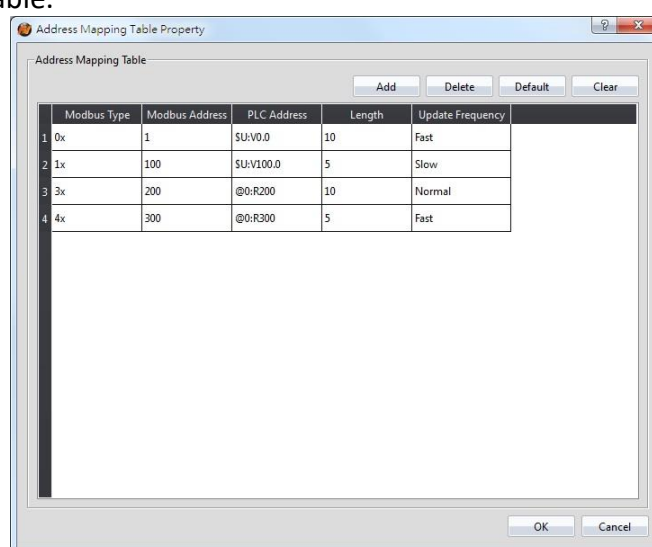 able.
Address Mapping Table Property
Address Mapping Table
Add Delete Default Clear
Modbus Type Modbus Address PLC Address Length Update Frequency
1 0x 1 $U:V0.0 10 Fast
2 1x 100 $U:V100.0 5 Slow
3 3x 200 @0:R200 10 Normal
4 4x 300 @0:R300 5 Fast
OK Cancel